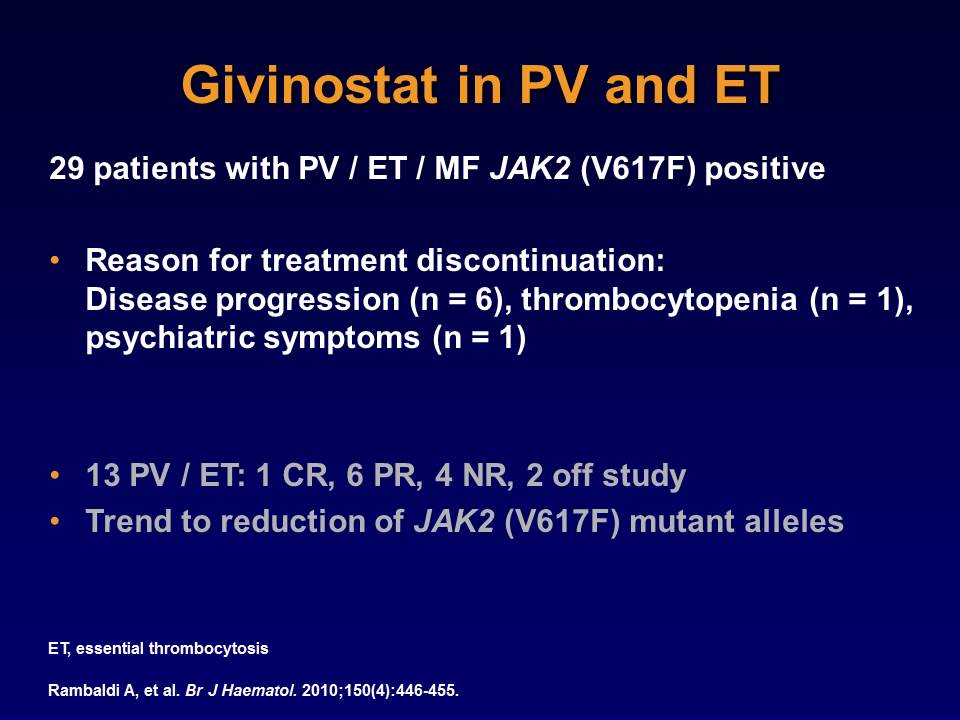 Givinostat in PV and ET
29 patients with PV / ET / MF JAK2 (V617F) positive
• Reason for treatment discontinuation:
Disease progression (n = 6), thrombocytopenia (n = 1),
psychiatric symptoms (n = 1)
• 13 PV / ET: 1 CR, 6 PR, 4 NR, 2 off study
• Trend to reduction of JAK2 (V617F) mutant alleles
ET, essential thrombocytosis
Rambaldi A, et al. Br J Haematol. 2010;150(4):446-455.